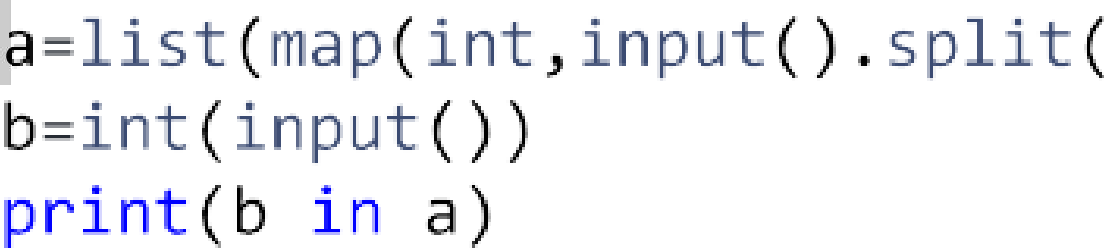 a=list(map(int,input().split(
b=int(input())
print(b in a)